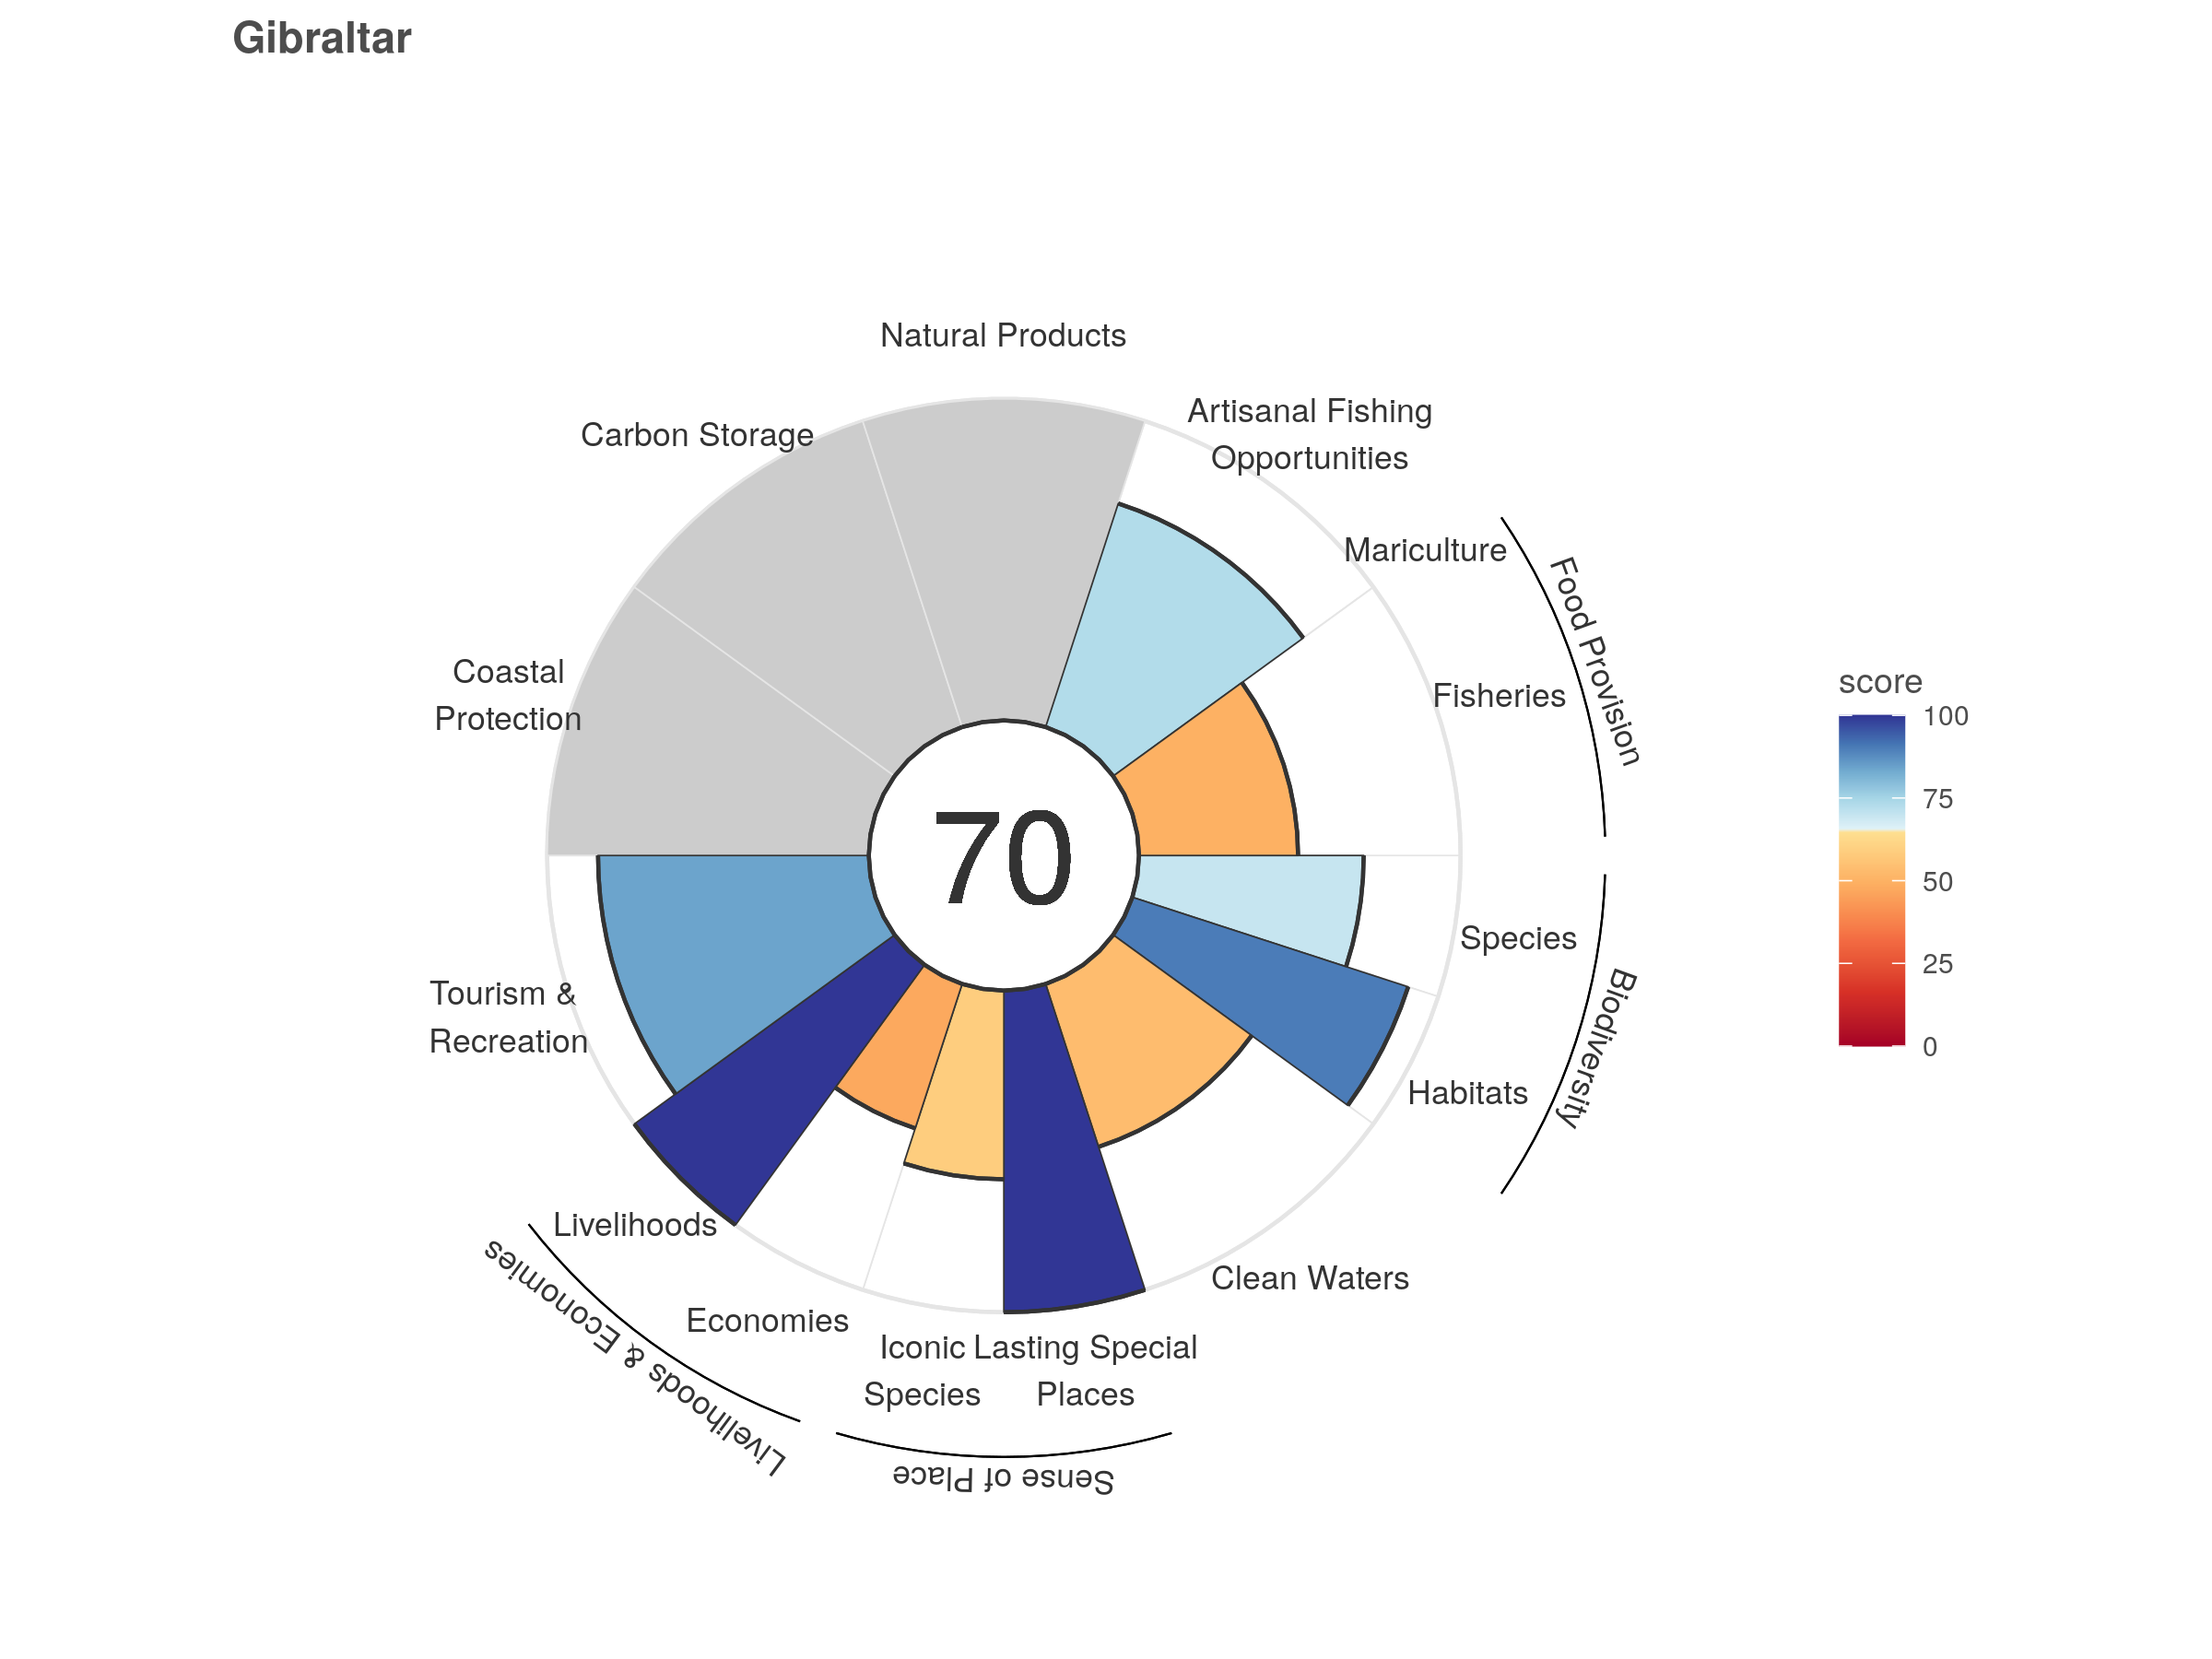 Gibraltar
Natural Products
Artisanal Fishing
Opportunities
Carbon Storage
Mariculture
Food Provision
Fisheries
Coastal
Protection
score
100
75
50
25
0
70
Species
Biodiversity
Habitats
Tourism &
Recreation
Livelihoods
Livelihoods & Economies
Economies
Clean Waters
Iconic
Species
Lasting Special
Places
Sense of Place